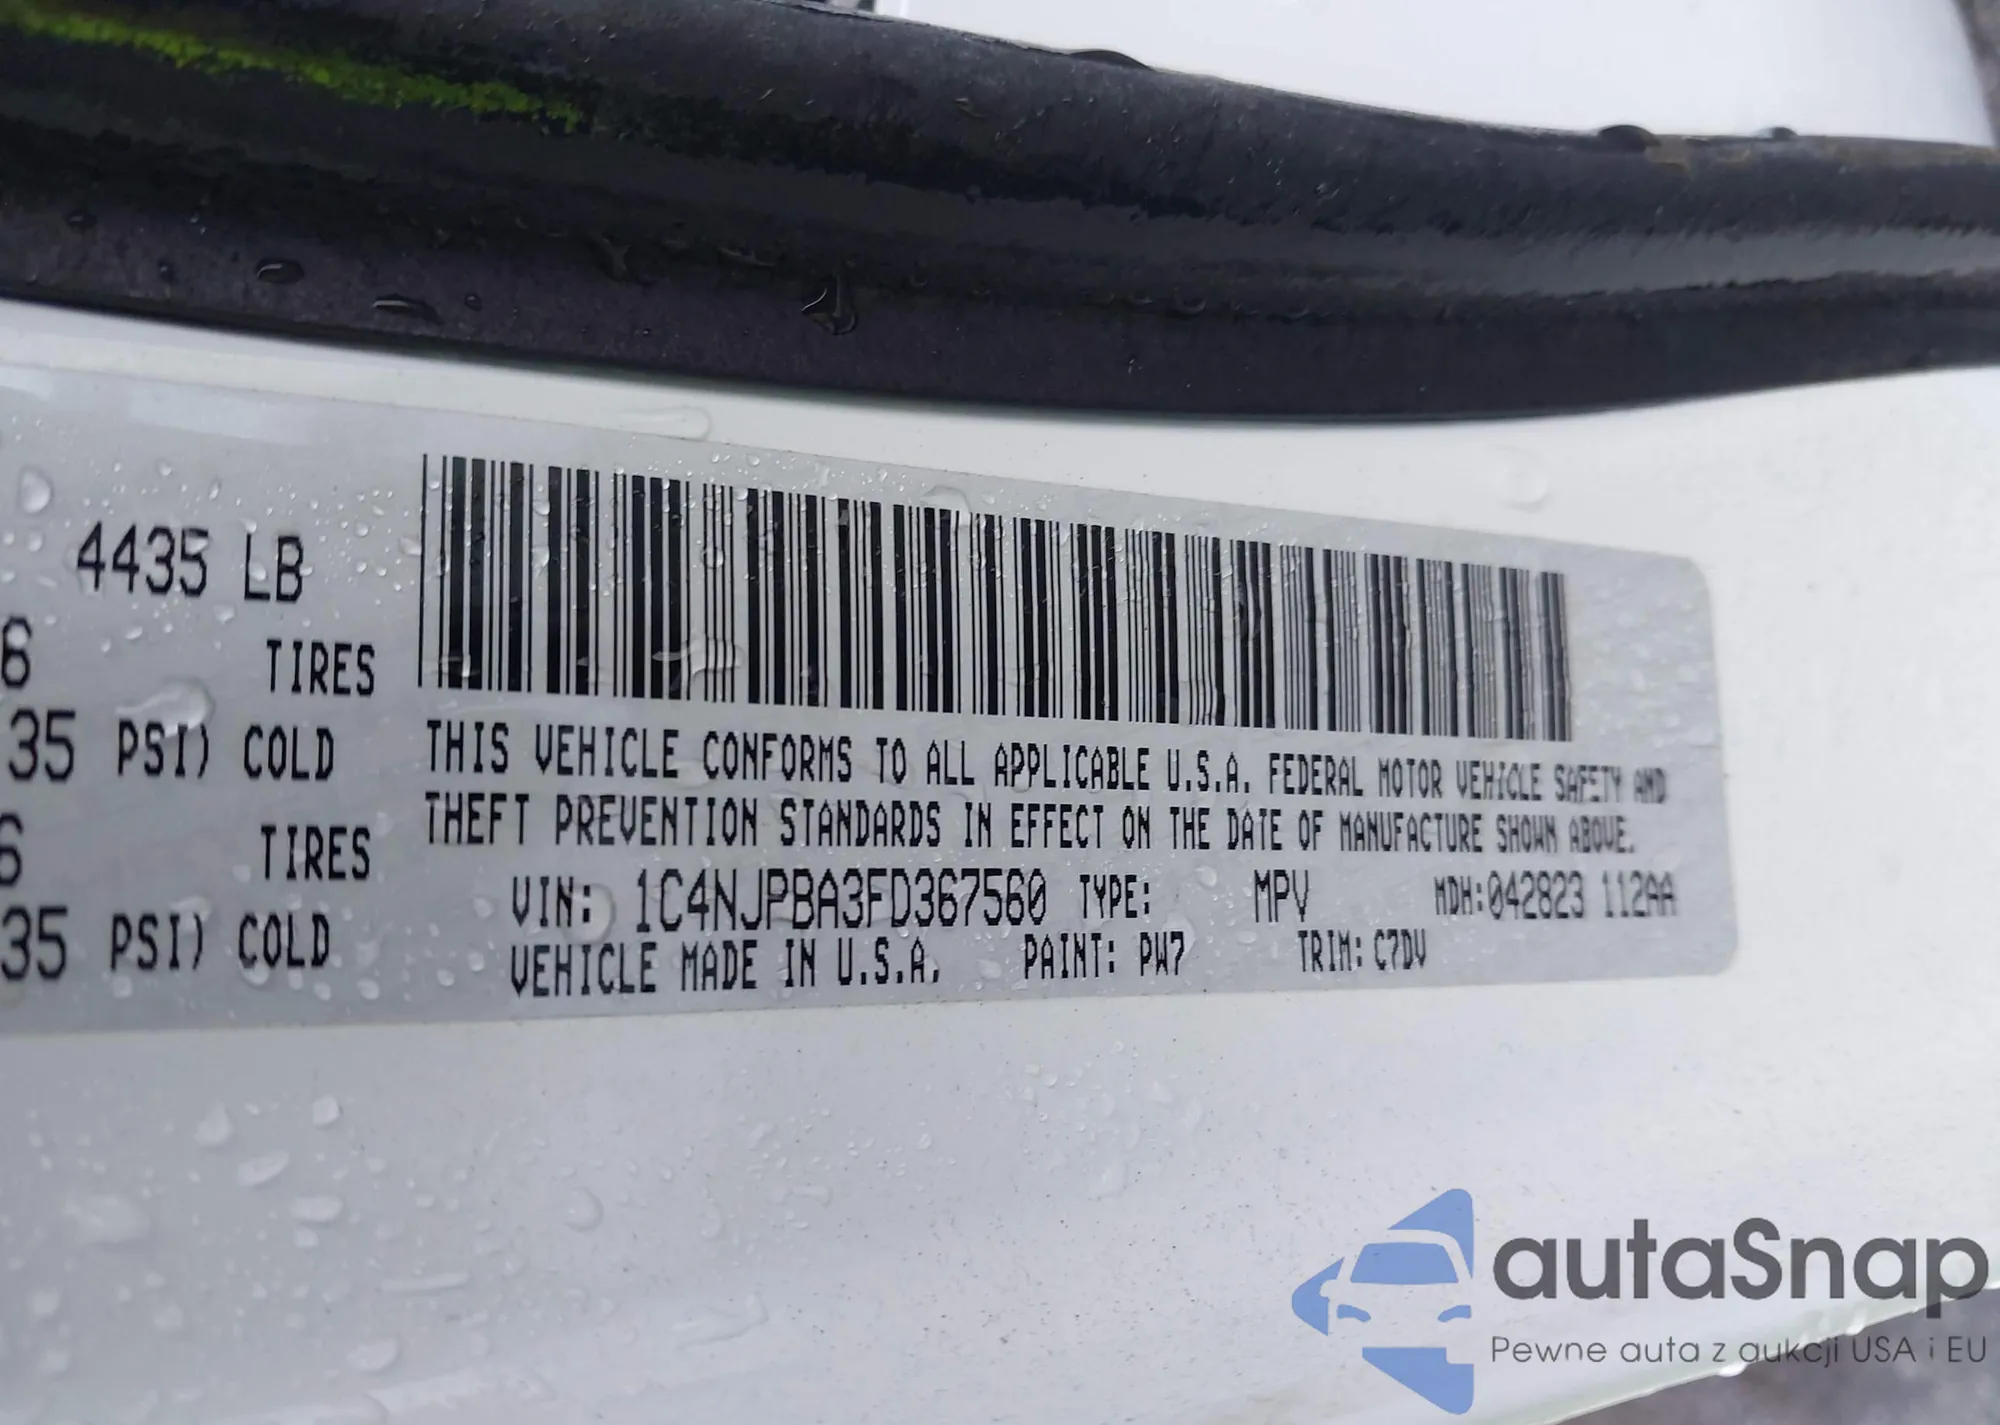 4435 LB
6 TIRES
35 PSI) COLD
6 TIRES
35 PSI) COLD
THIS VEHICLE CONFORMS TO ALL APPLICABLE U.S.A. FEDERAL MOTOR VEHICLE SAFETY AND
THEFT PREVENTION STANDARDS IN EFFECT ON THE DATE OF MANUFACTURE SHOWN ABOVE.
VIN: 1C4NJPBA3FD367560 TYPE: MPV MDH:042823 112AA
VEHICLE MADE IN U.S.A. PAINT: PW7 TRIM: C7DV
autaSnap
Pewne auta z aukcji USA i EU